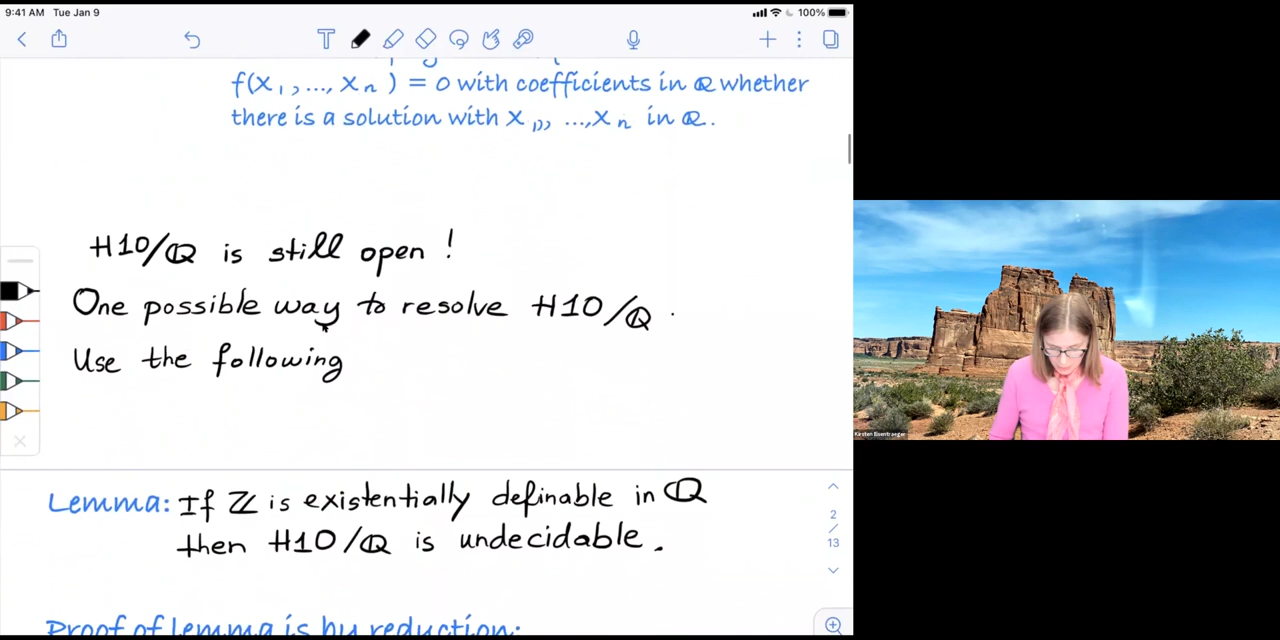 9:41 AM Tue Jan 9
100%
f(x₁, ..., xₙ) = 0 with coefficients in ℚ whether
there is a solution with x₁, ..., xₙ in ℚ.
H10/ℚ is still open!
One possible way to resolve H10/ℚ.
Use the following
Lemma: If ℤ is existentially definable in ℚ
then H10/ℚ is undecidable.
2
/
13
Proof of lemma is by reduction:
Kirsten Eisentraeger